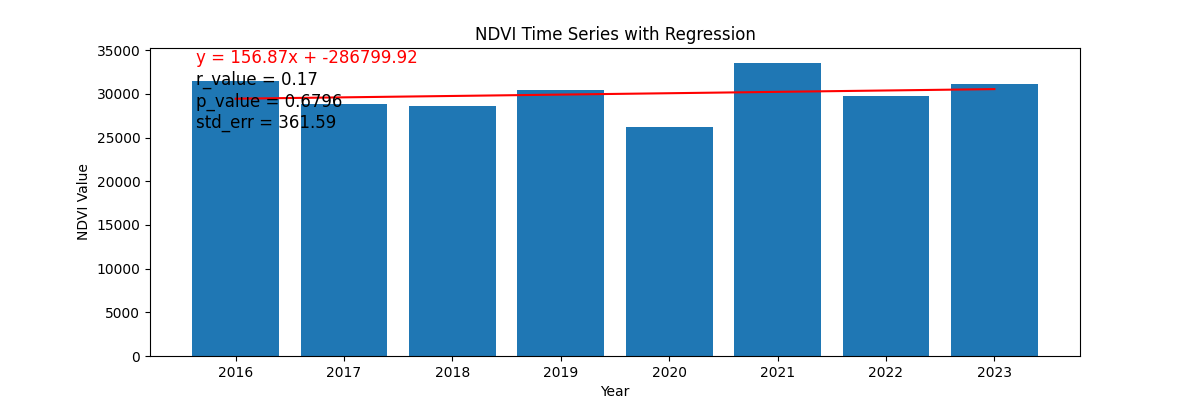 NDVI Time Series with Regression
y = 156.87x + -286799.92
r_value = 0.17
p_value = 0.6796
std_err = 361.59
35000
30000
25000
20000
15000
10000
5000
0
NDVI Value
2016 2017 2018 2019 2020 2021 2022 2023
Year